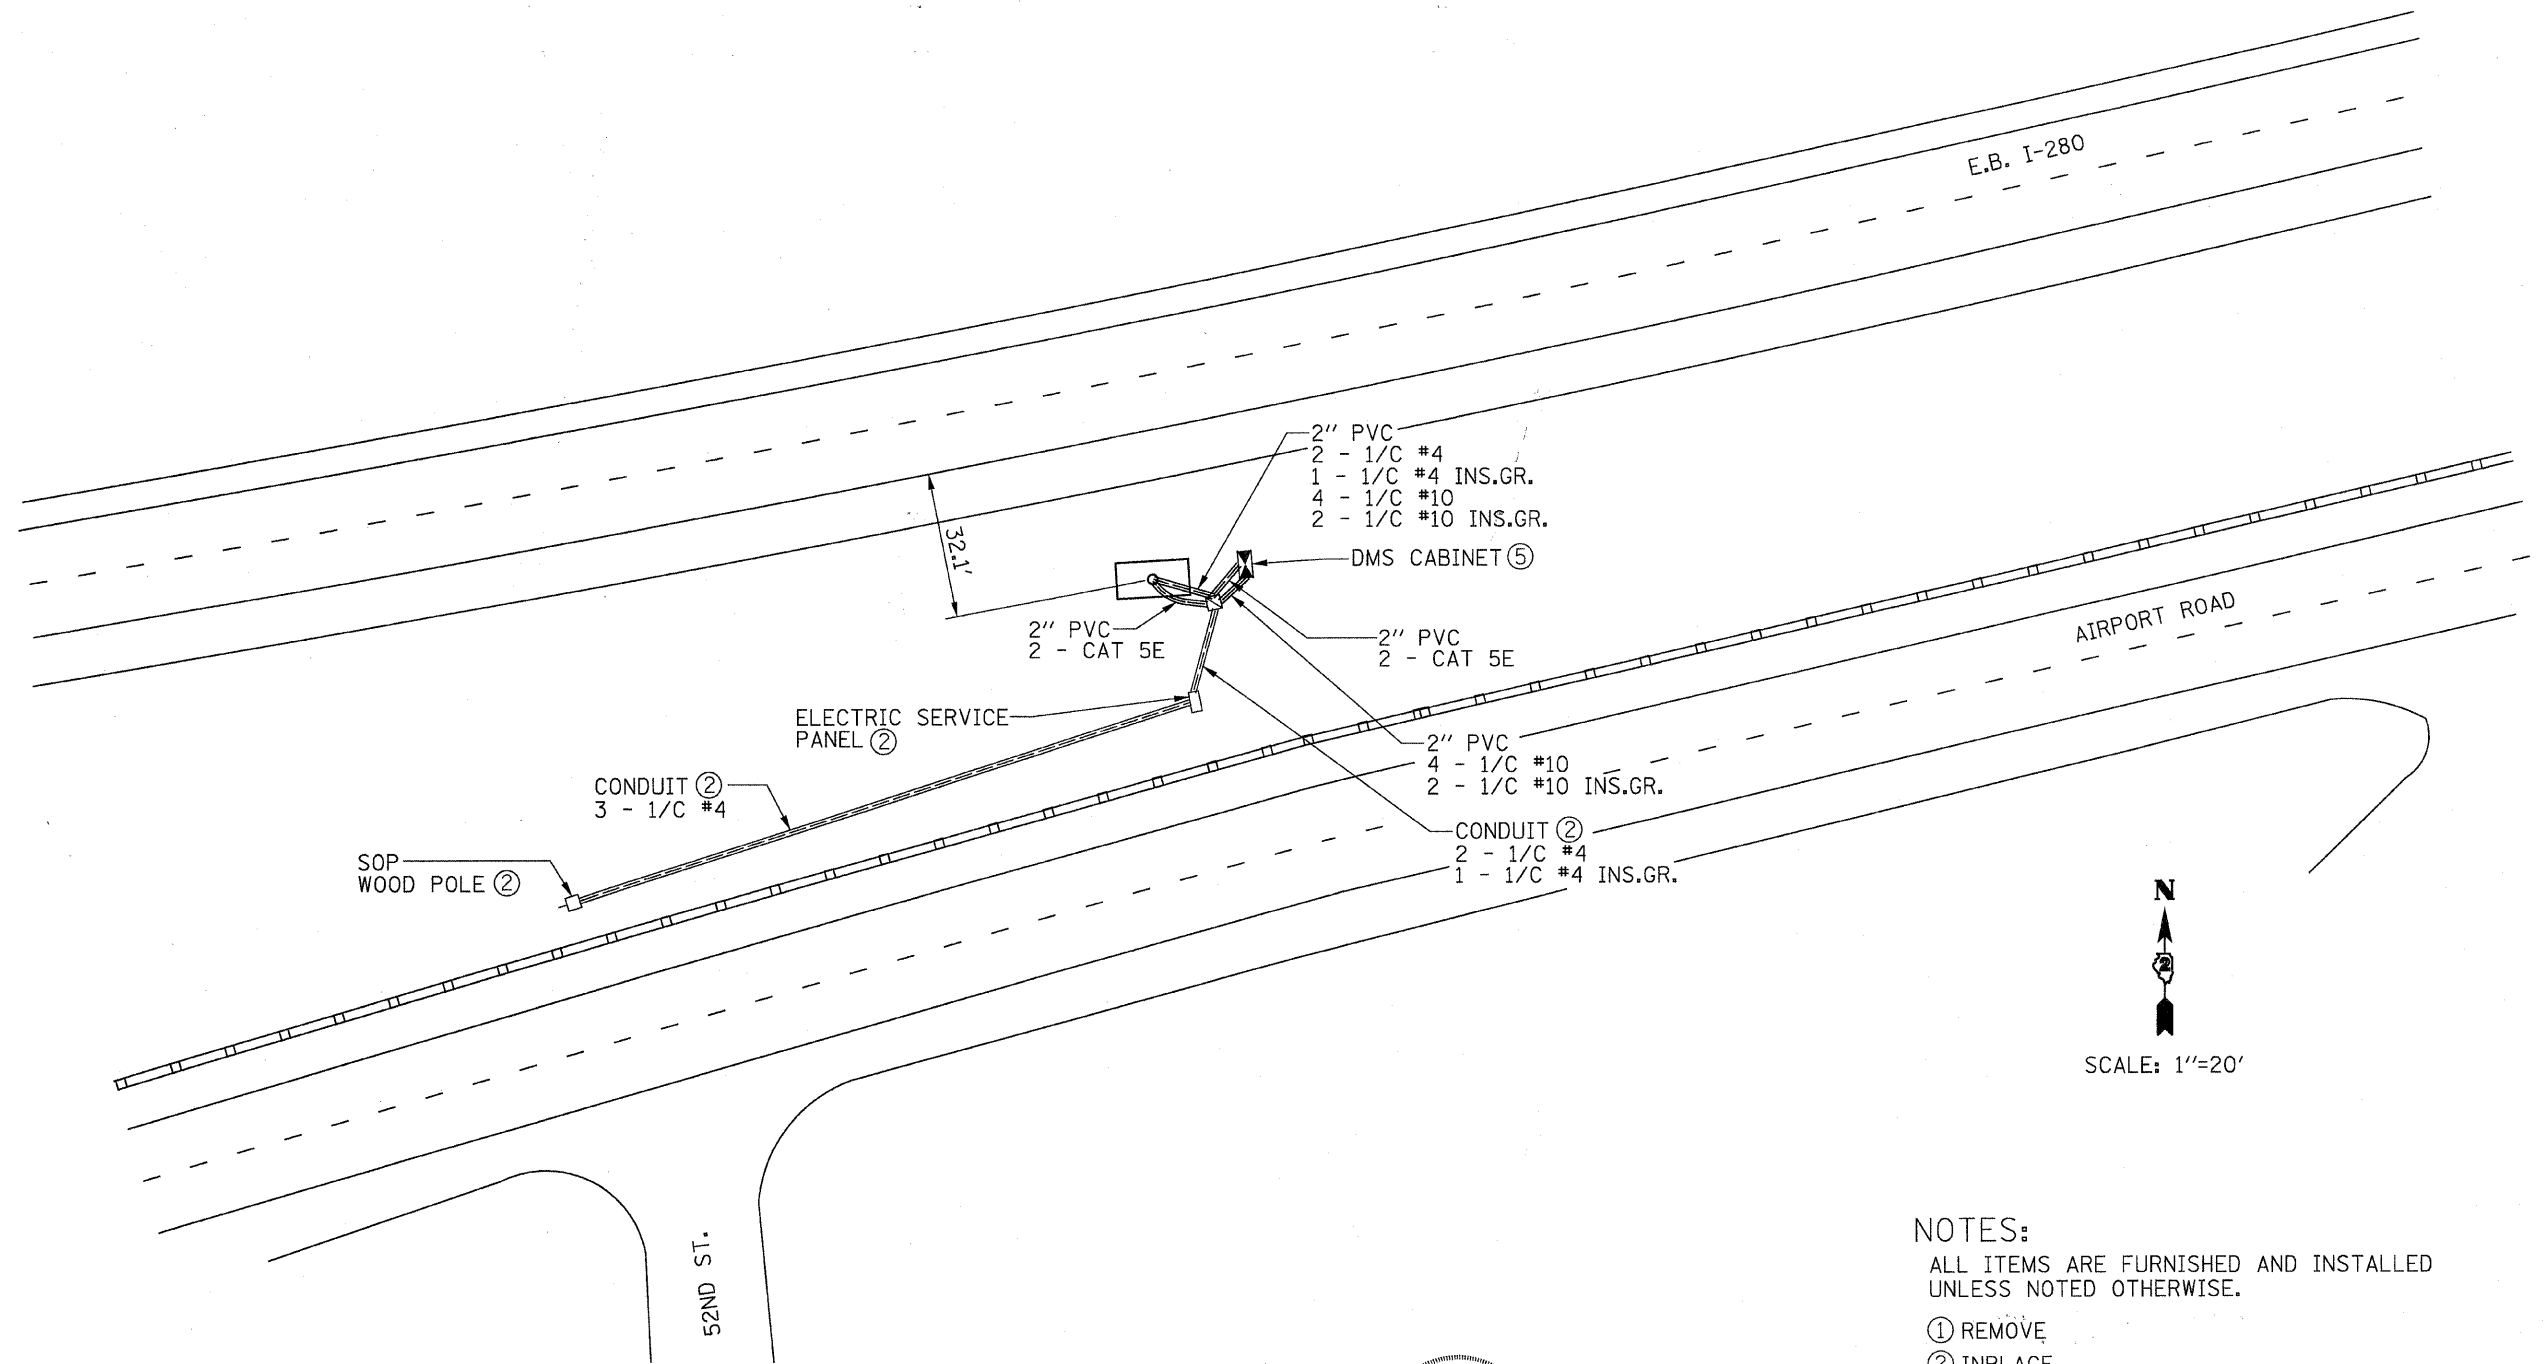 E.B. I-280
2" PVC
2 - 1/C #4
1 - 1/C #4 INS.GR.
4 - 1/C #10
2 - 1/C #10 INS.GR.
32.1'
DMS CABINET ⑤
2" PVC
2 - CAT 5E
2" PVC
2 - CAT 5E
AIRPORT ROAD
ELECTRIC SERVICE
PANEL ②
2" PVC
4 - 1/C #10
2 - 1/C #10 INS.GR.
CONDUIT ②
3 - 1/C #4
CONDUIT ②
2 - 1/C #4
1 - 1/C #4 INS.GR.
SOP
WOOD POLE ②
N
2
SCALE: 1"=20'
52ND ST.
NOTES:
ALL ITEMS ARE FURNISHED AND INSTALLED
UNLESS NOTED OTHERWISE.
① REMOVE
② INPLACE